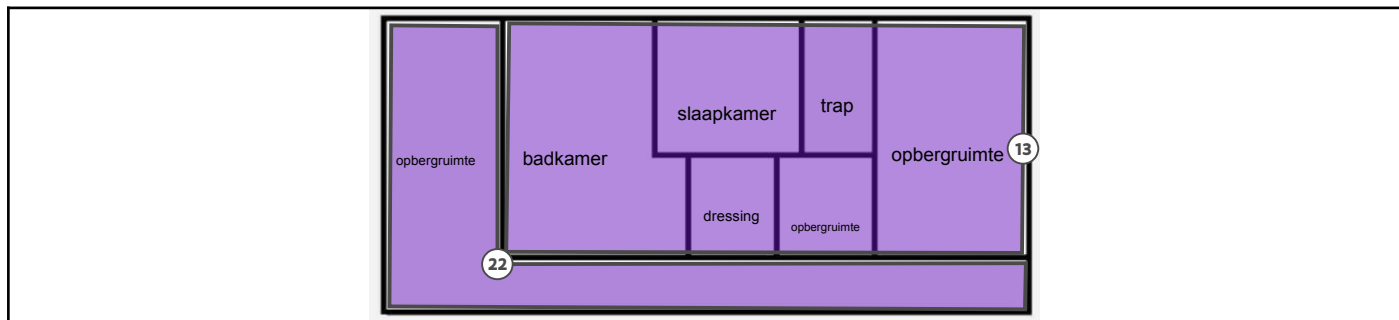 slaapkamer
trap
opbergruimte
badkamer
opbergruimte
13
dressing
opbergruimte
22